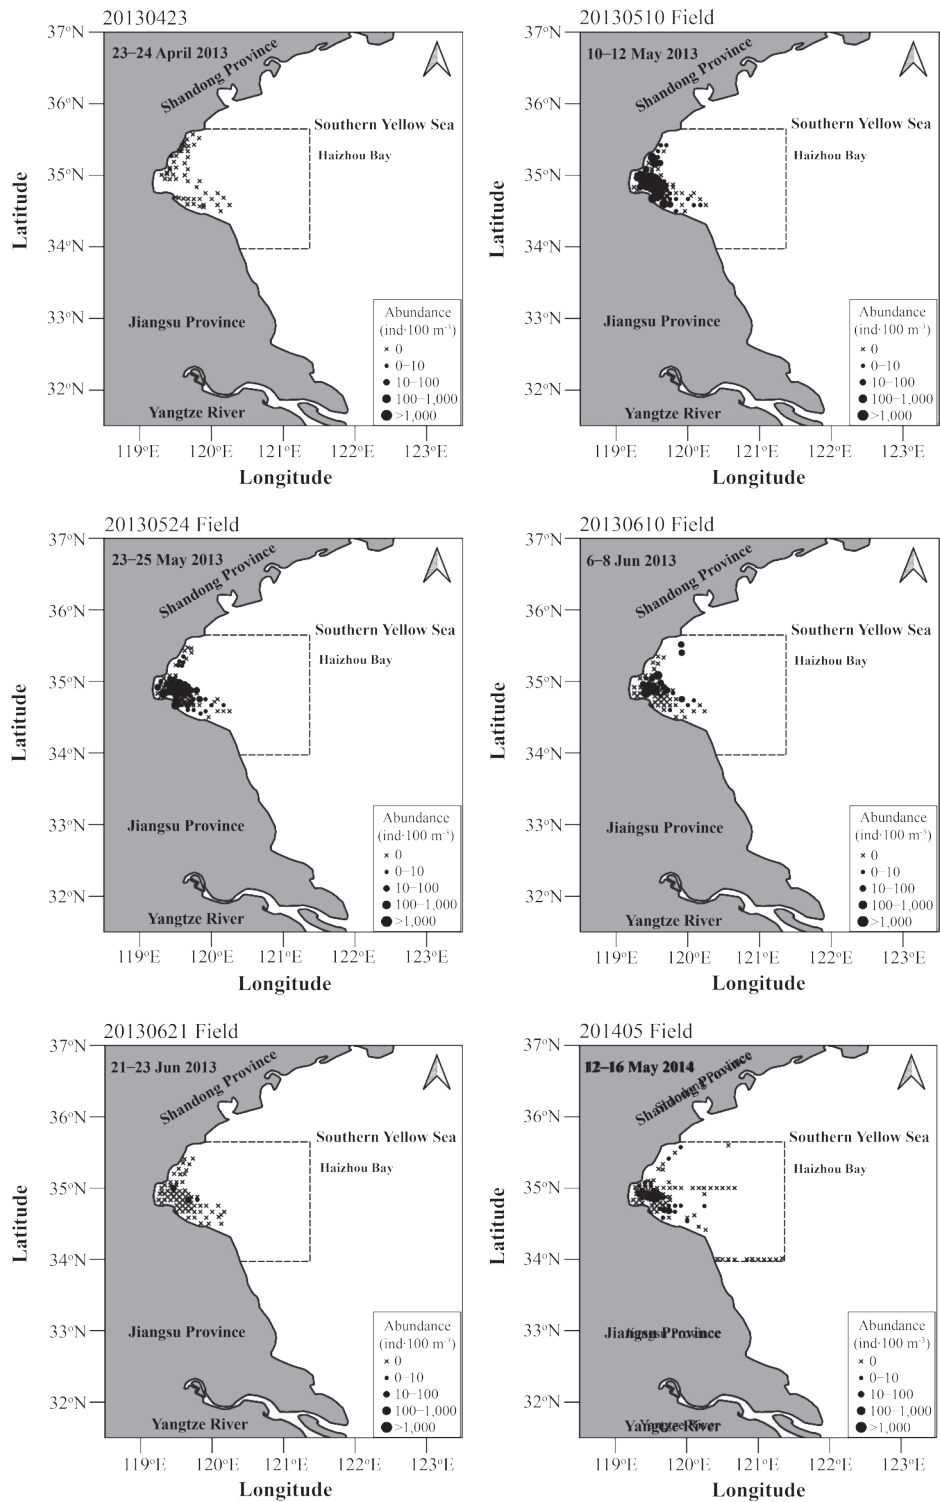 20130423
37°N
36°N
35°N
34°N
33°N
32°N
Latitude
23–24 April 2013
Shandong Province
Southern Yellow Sea
Haizhou Bay
Jiangsu Province
Yangtze River
Abundance
(ind·100 m⁻³)
× 0
0–10
10–100
100–1,000
>1,000
119°E 120°E 121°E 122°E 123°E
Longitude
20130510 Field
37°N
36°N
35°N
34°N
33°N
32°N
Latitude
10–12 May 2013
Shandong Province
Southern Yellow Sea
Haizhou Bay
Jiangsu Province
Yangtze River
Abundance
(ind·100 m⁻³)
× 0
0–10
10–100
100–1,000
>1,000
119°E 120°E 121°E 122°E 123°E
Longitude
20130524 Field
37°N
36°N
35°N
34°N
33°N
32°N
Latitude
23–25 May 2013
Shandong Province
Southern Yellow Sea
Haizhou Bay
Jiangsu Province
Yangtze River
Abundance
(ind·100 m⁻³)
× 0
0–10
10–100
100–1,000
>1,000
119°E 120°E 121°E 122°E 123°E
Longitude
20130610 Field
37°N
36°N
35°N
34°N
33°N
32°N
Latitude
6–8 Jun 2013
Shandong Province
Southern Yellow Sea
Haizhou Bay
Jiangsu Province
Yangtze River
Abundance
(ind·100 m⁻³)
× 0
0–10
10–100
100–1,000
>1,000
119°E 120°E 121°E 122°E 123°E
Longitude
20130621 Field
37°N
36°N
35°N
34°N
33°N
32°N
Latitude
21–23 Jun 2013
Shandong Province
Southern Yellow Sea
Haizhou Bay
Jiangsu Province
Yangtze River
Abundance
(ind·100 m⁻³)
× 0
0–10
10–100
100–1,000
>1,000
119°E 120°E 121°E 122°E 123°E
Longitude
201405 Field
37°N
36°N
35°N
34°N
33°N
32°N
Latitude
12–16 May 2014
Shandong Province
Southern Yellow Sea
Haizhou Bay
Jiangsu Province
Yangtze River
Abundance
(ind·100 m⁻³)
× 0
0–10
10–100
100–1,000
>1,000
119°E 120°E 121°E 122°E 123°E
Longitude